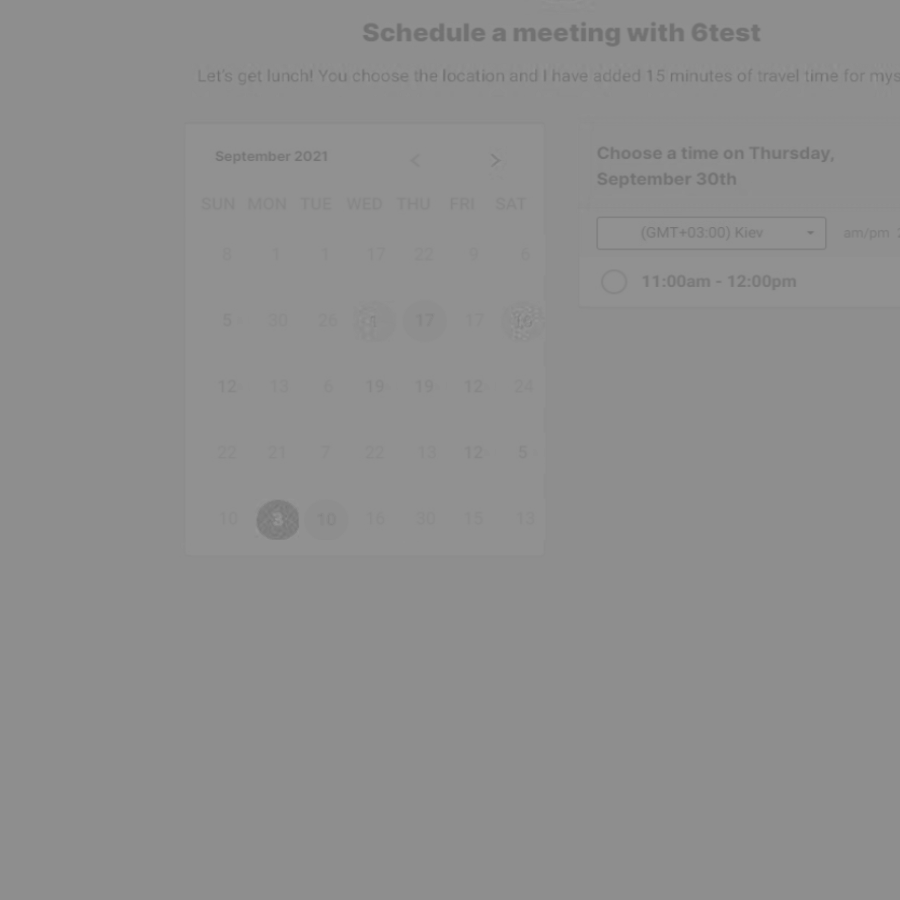 Schedule a meeting with 6test
Let's get lunch! You choose the location and I have added 15 minutes of travel time for mys
September 2021
SUN MON TUE WED THU FRI SAT
8 1 1 17 22 9 6
5 30 26 17 17
12 13 6 19 19 12 24
22 21 7 22 13 12 5
10 3 10 16 30 15 13
Choose a time on Thursday,
September 30th
(GMT+03:00) Kiev am/pm
11:00am - 12:00pm